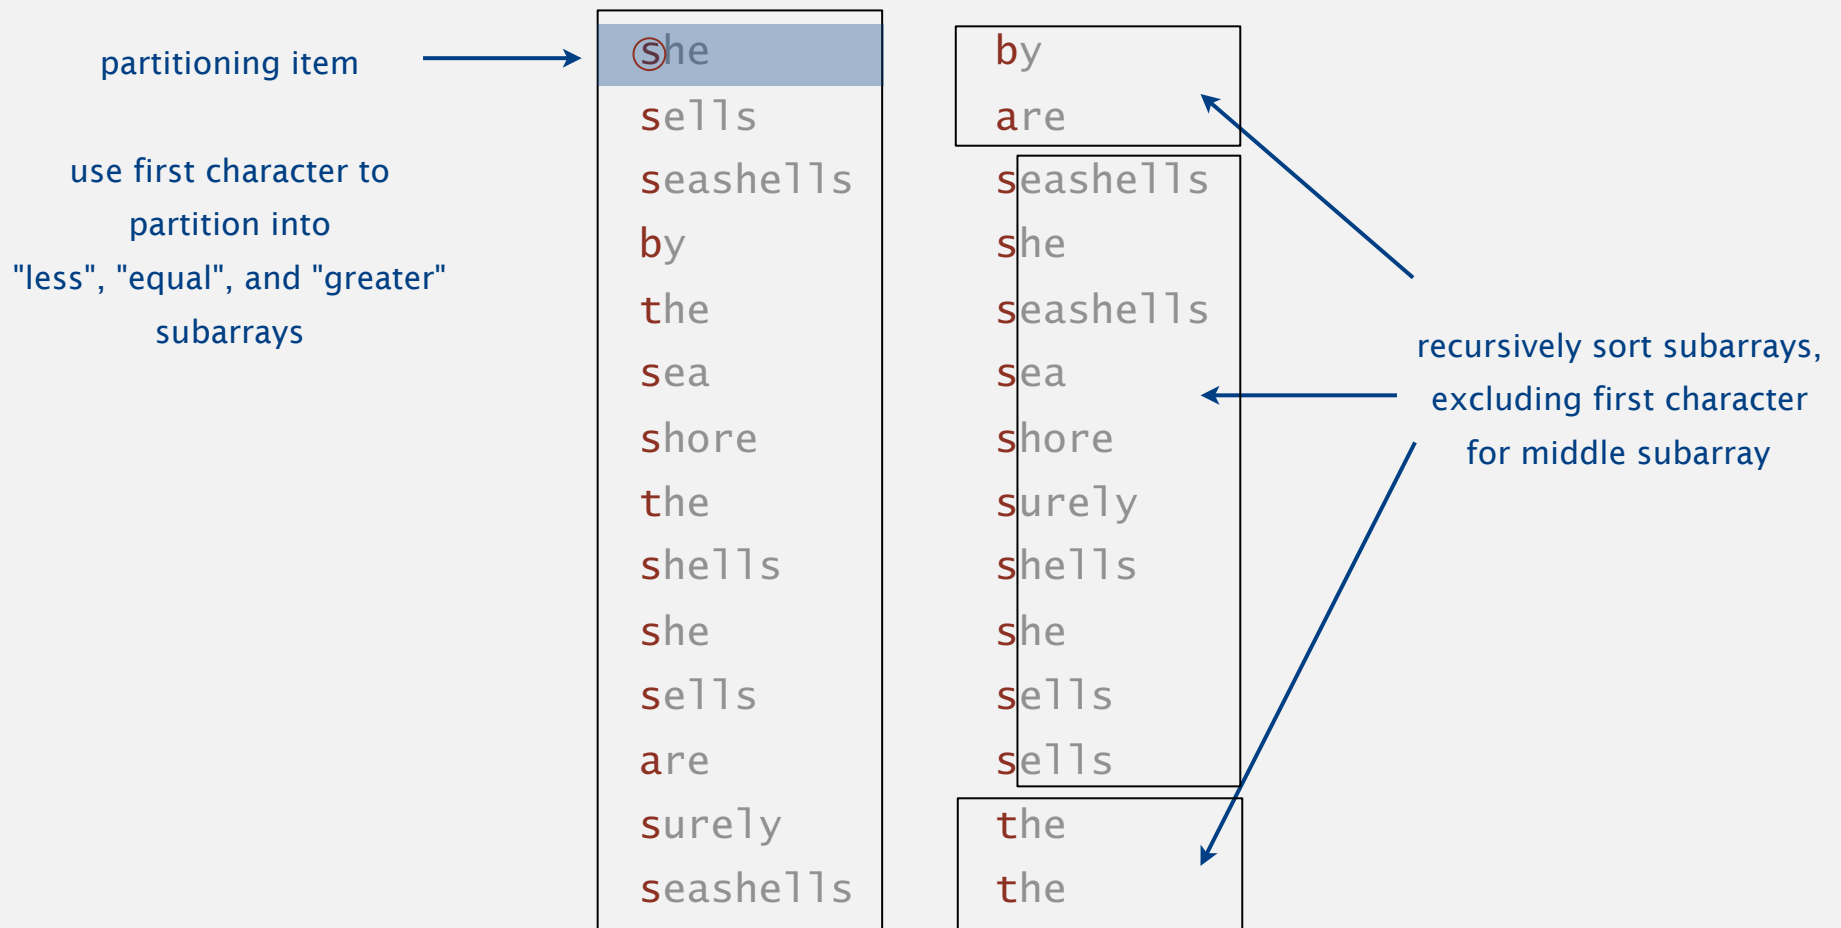 partitioning item
use first character to
partition into
"less", "equal", and "greater"
subarrays
she
sells
seashells
by
the
sea
shore
the
shells
she
sells
are
surely
seashells
by
are
seashells
she
seashells
sea
shore
surely
shells
she
sells
sells
the
the
recursively sort subarrays,
excluding first character
for middle subarray